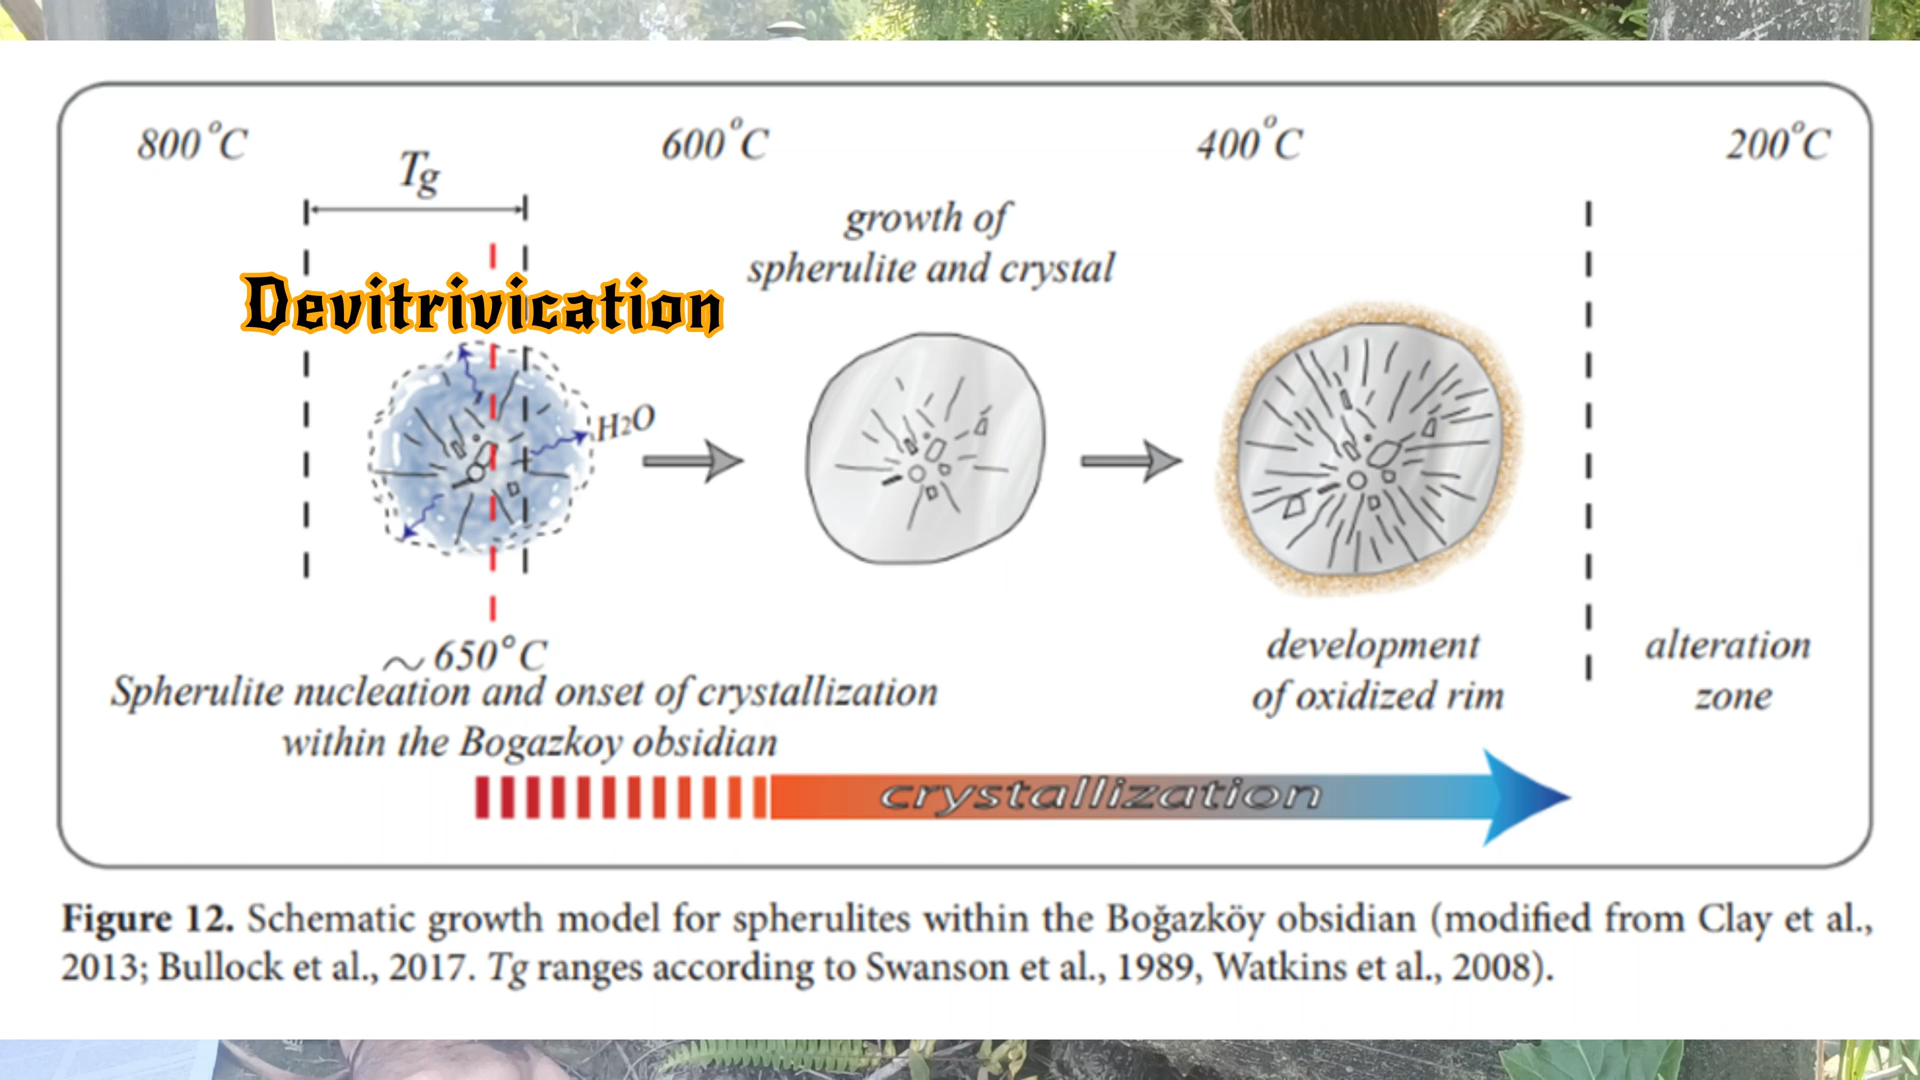 800°C
600°C
400°C
200°C
Tg
growth of
spherulite and crystal
Devitrivication
H2O
~ 650°C
Spherulite nucleation and onset of crystallization
within the Bogazkoy obsidian
development
of oxidized rim
alteration
zone
crystallization
Figure 12. Schematic growth model for spherulites within the Boğazköy obsidian (modified from Clay et al.,
2013; Bullock et al., 2017. Tg ranges according to Swanson et al., 1989, Watkins et al., 2008).